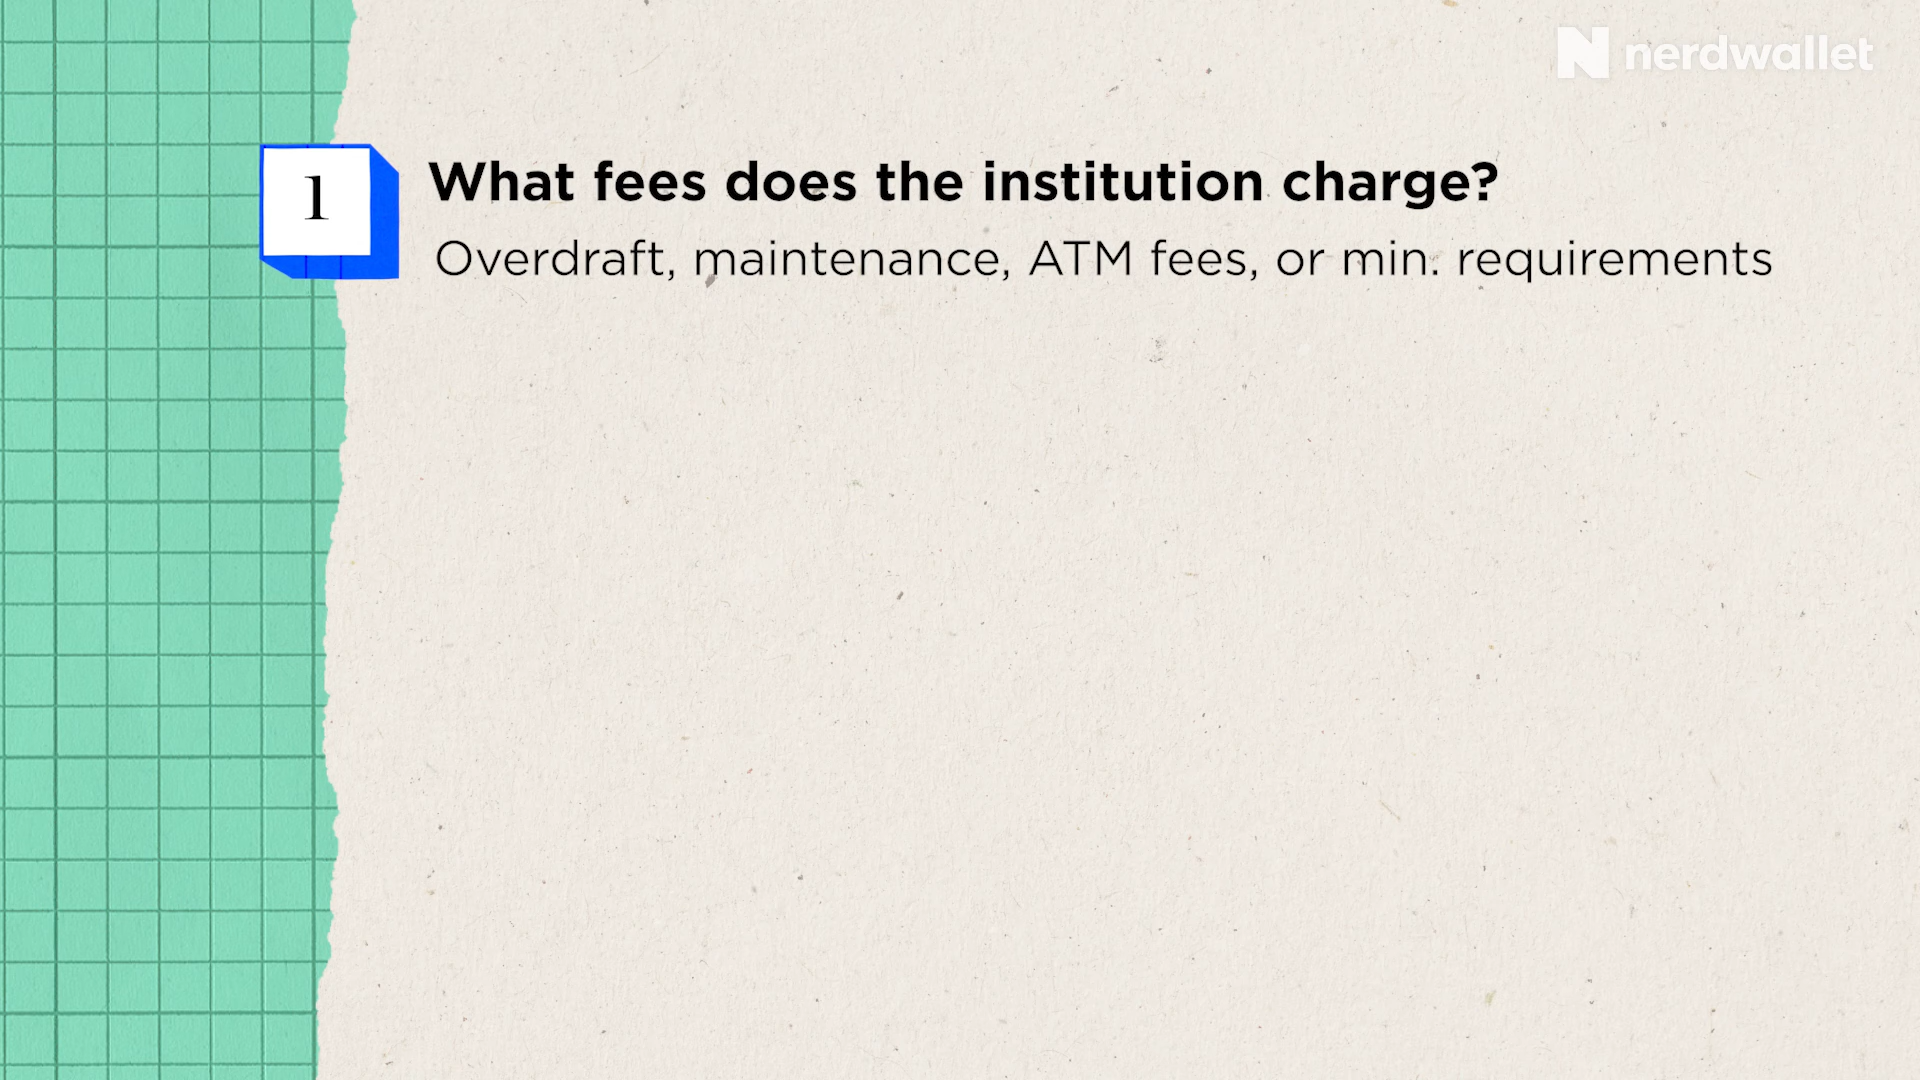 nerdwallet
1
What fees does the institution charge?
Overdraft, maintenance, ATM fees, or min. requirements